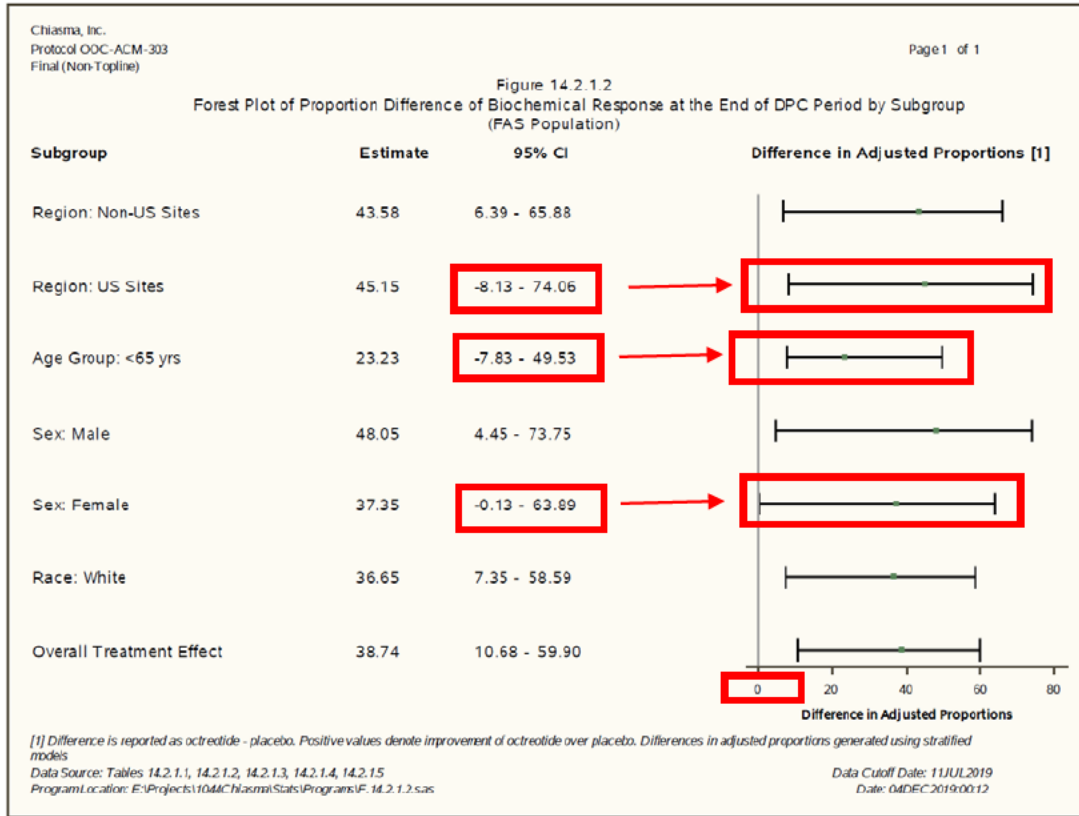 Chiasma, Inc.
Protocol OOC-ACM-303 Page 1 of 1
Final (Non-Topline)
Figure 14.2.1.2
Forest Plot of Proportion Difference of Biochemical Response at the End of DPC Period by Subgroup
(FAS Population)
Subgroup Estimate 95% CI Difference in Adjusted Proportions [1]
Region: Non-US Sites 43.58 6.39 - 65.88
Region: US Sites 45.15 -8.13 - 74.06
Age Group: <65 yrs 23.23 -7.83 - 49.53
Sex: Male 48.05 4.45 - 73.75
Sex: Female 37.35 -0.13 - 63.89
Race: White 36.65 7.35 - 58.59
Overall Treatment Effect 38.74 10.68 - 59.90
0 20 40 60 80
Difference in Adjusted Proportions
[1] Difference is reported as octreotide - placebo. Positive values denote improvement of octreotide over placebo. Differences in adjusted proportions generated using stratified
models
Data Source: Tables 14.2.1.1, 14.2.1.2, 14.2.1.3, 14.2.1.4, 14.2.1.5 Data Cutoff Date: 11JUL2019
Program Location: E:\Projects\1044Chiasma\Stats\Programs\F.14.2.1.2.sas Date: 04DEC2019:00:12